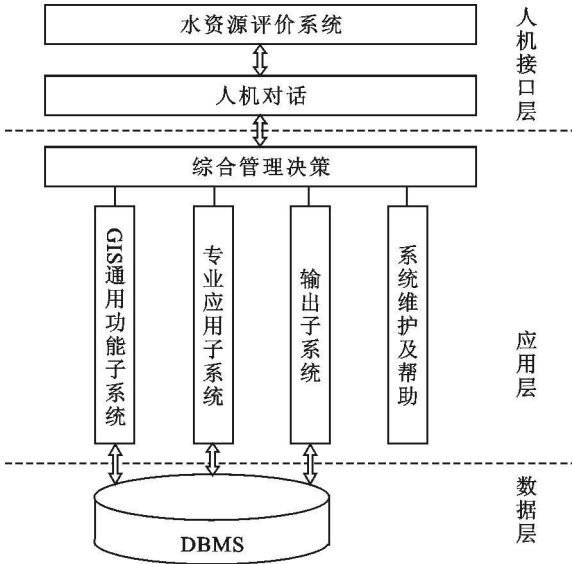 水资源评价系统
人机接口层
人机对话
综合管理决策
GIS通用功能子系统
专业应用子系统
输出子系统
系统维护及帮助
应用层
数据层
DBMS